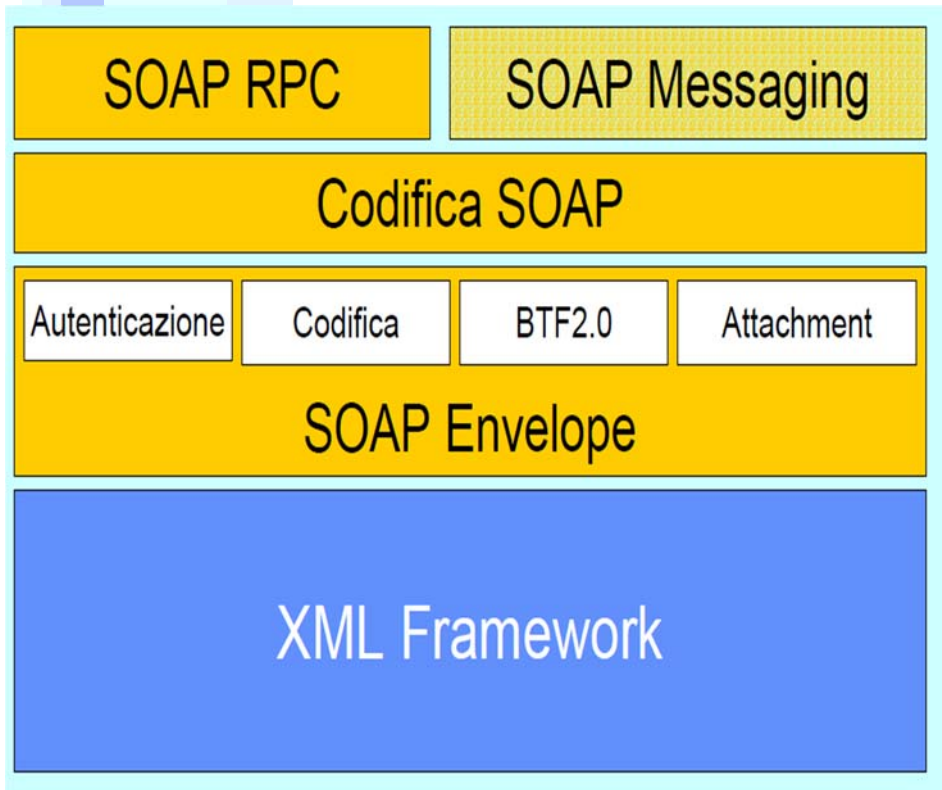 SOAP RPC
SOAP Messaging
Codifica SOAP
Autenticazione
Codifica
BTF2.0
Attachment
SOAP Envelope
XML Framework